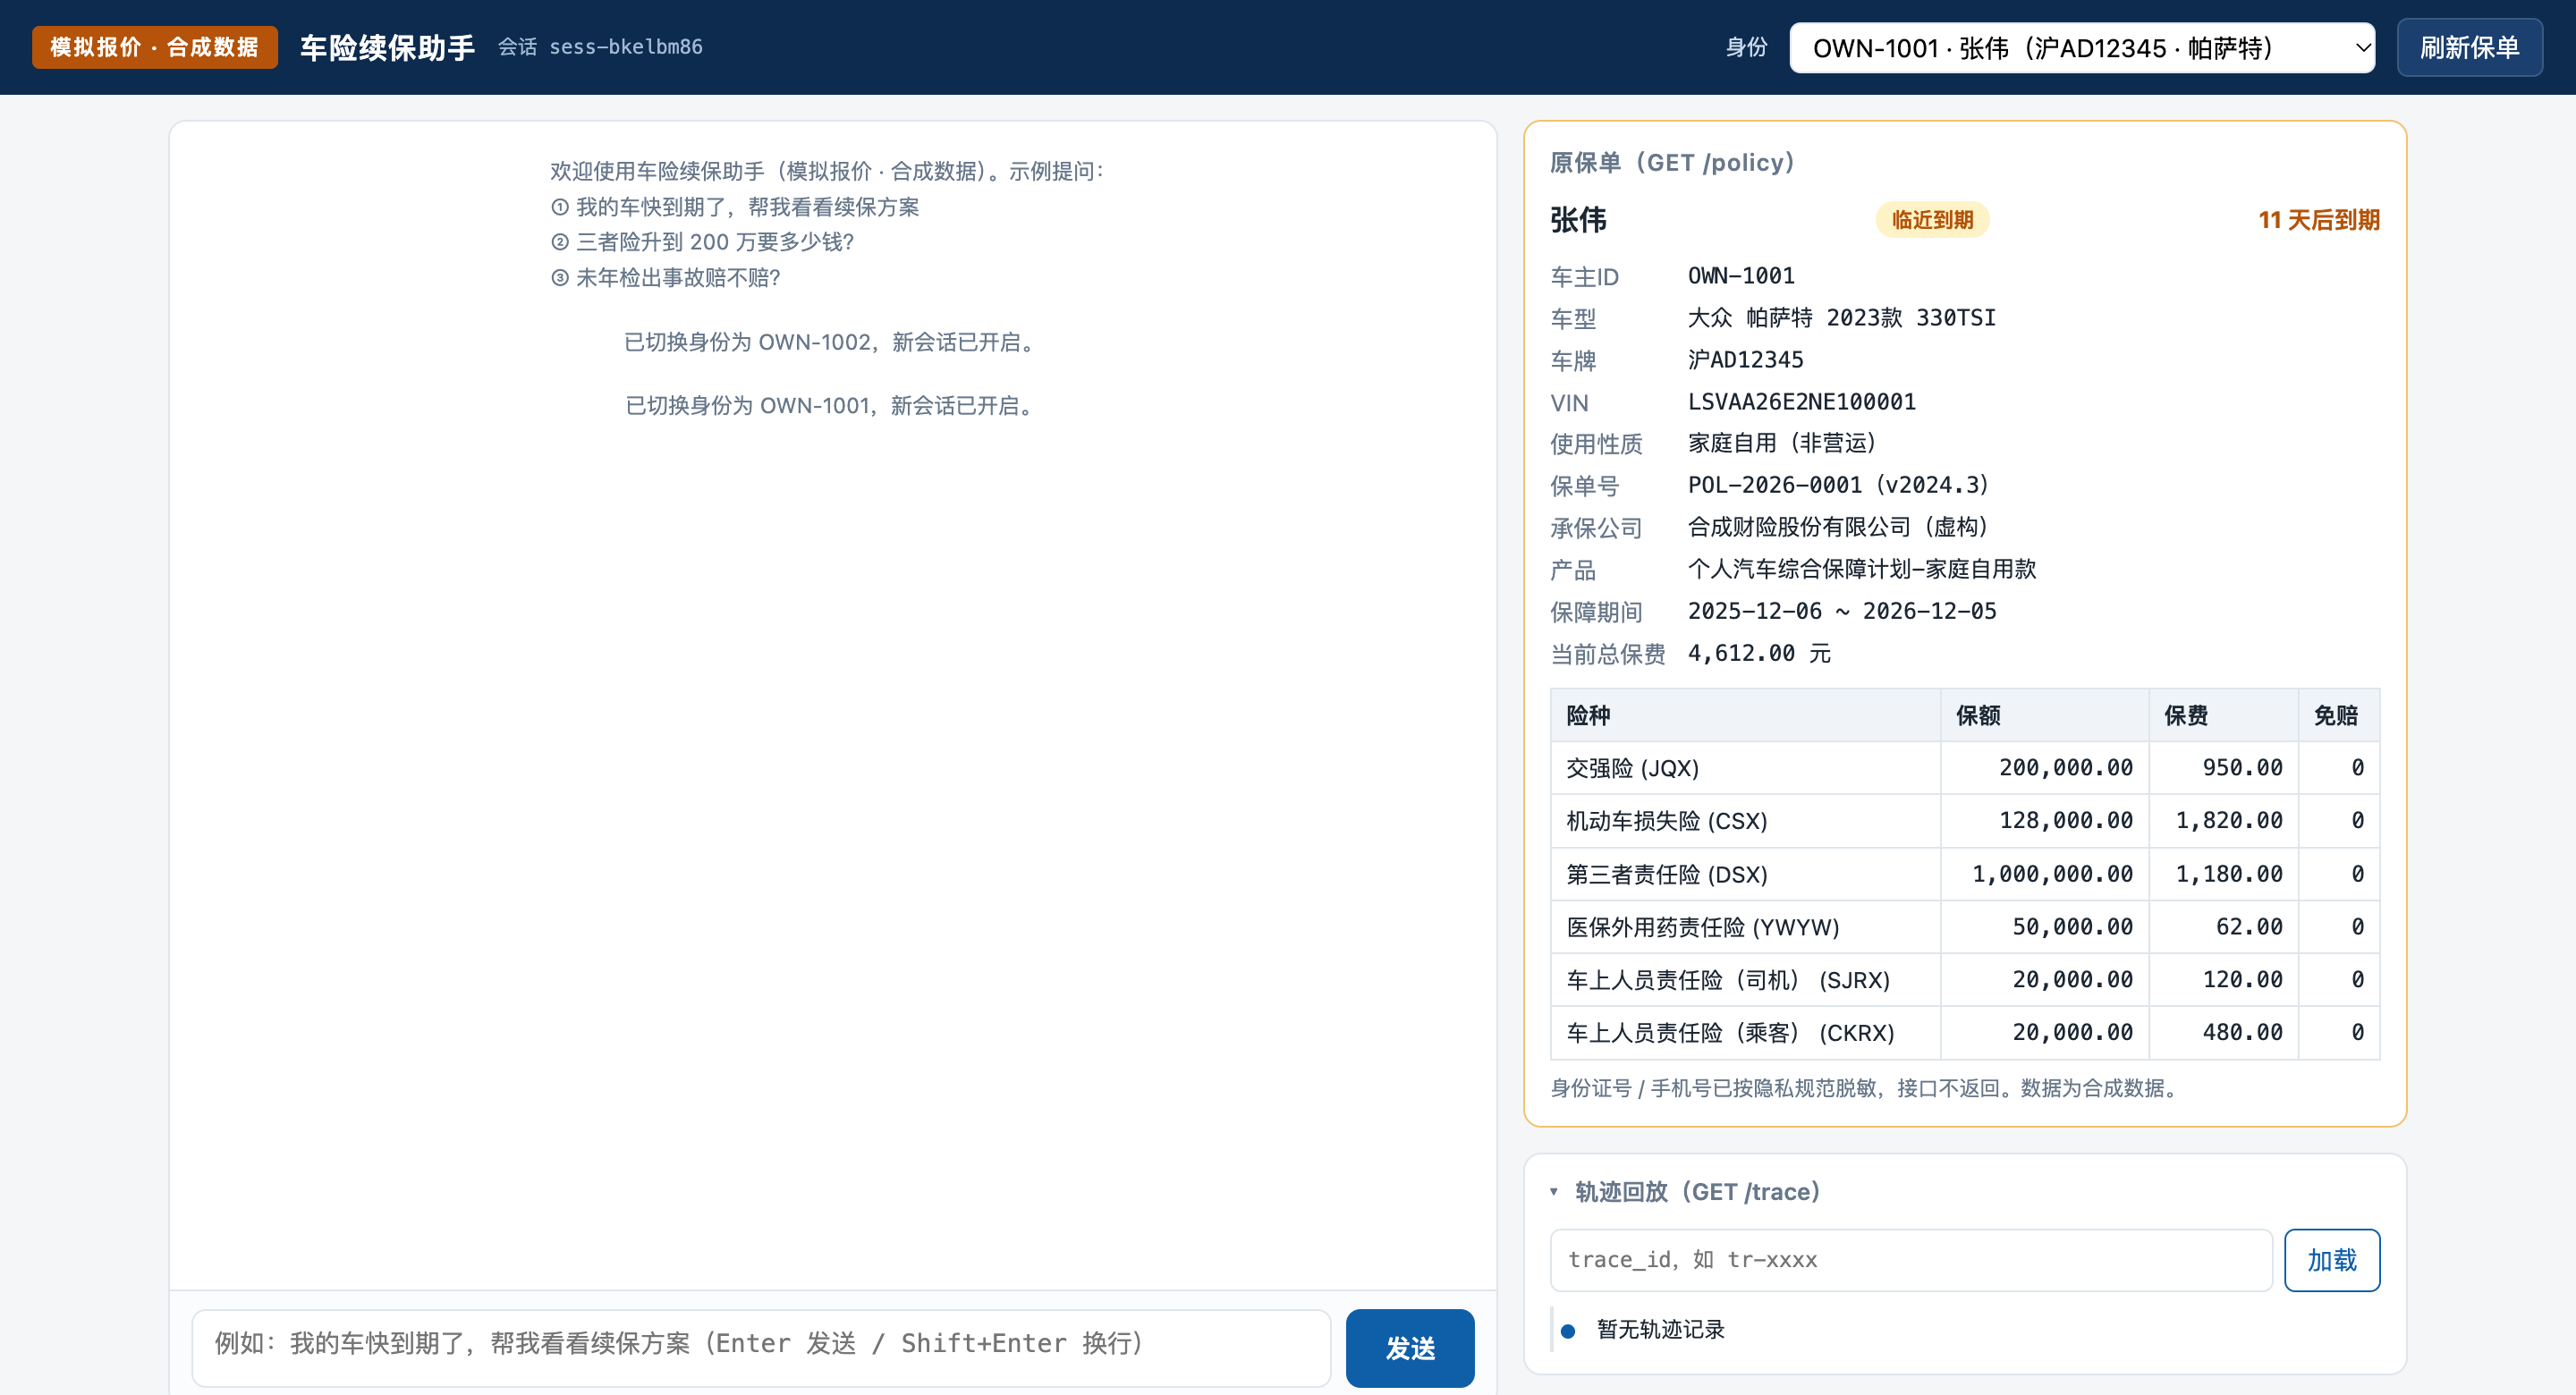 模拟报价 · 合成数据
车险续保助手
会话 sess-bkelbm86
身份
OWN-1001 · 张伟（沪AD12345 · 帕萨特）
刷新保单
欢迎使用车险续保助手（模拟报价 · 合成数据）。示例提问：
① 我的车快到期了，帮我看看续保方案
② 三者险升到 200 万要多少钱？
③ 未年检出事故赔不赔？
已切换身份为 OWN-1002，新会话已开启。
已切换身份为 OWN-1001，新会话已开启。
例如：我的车快到期了，帮我看看续保方案（Enter 发送 / Shift+Enter 换行）
发送
原保单（GET /policy）
张伟 临近到期 11 天后到期
车主ID OWN-1001
车型 大众 帕萨特 2023款 330TSI
车牌 沪AD12345
VIN LSVAA26E2NE100001
使用性质 家庭自用（非营运）
保单号 POL-2026-0001（v2024.3）
承保公司 合成财险股份有限公司（虚构）
产品 个人汽车综合保障计划-家庭自用款
保障期间 2025-12-06 ~ 2026-12-05
当前总保费 4,612.00 元
险种 保额 保费 免赔
交强险 (JQX) 200,000.00 950.00 0
机动车损失险 (CSX) 128,000.00 1,820.00 0
第三者责任险 (DSX) 1,000,000.00 1,180.00 0
医保外用药责任险 (YWYW) 50,000.00 62.00 0
车上人员责任险（司机） (SJRX) 20,000.00 120.00 0
车上人员责任险（乘客） (CKRX) 20,000.00 480.00 0
身份证号 / 手机号已按隐私规范脱敏，接口不返回。数据为合成数据。
▾ 轨迹回放（GET /trace）
trace_id，如 tr-xxxx
加载
暂无轨迹记录